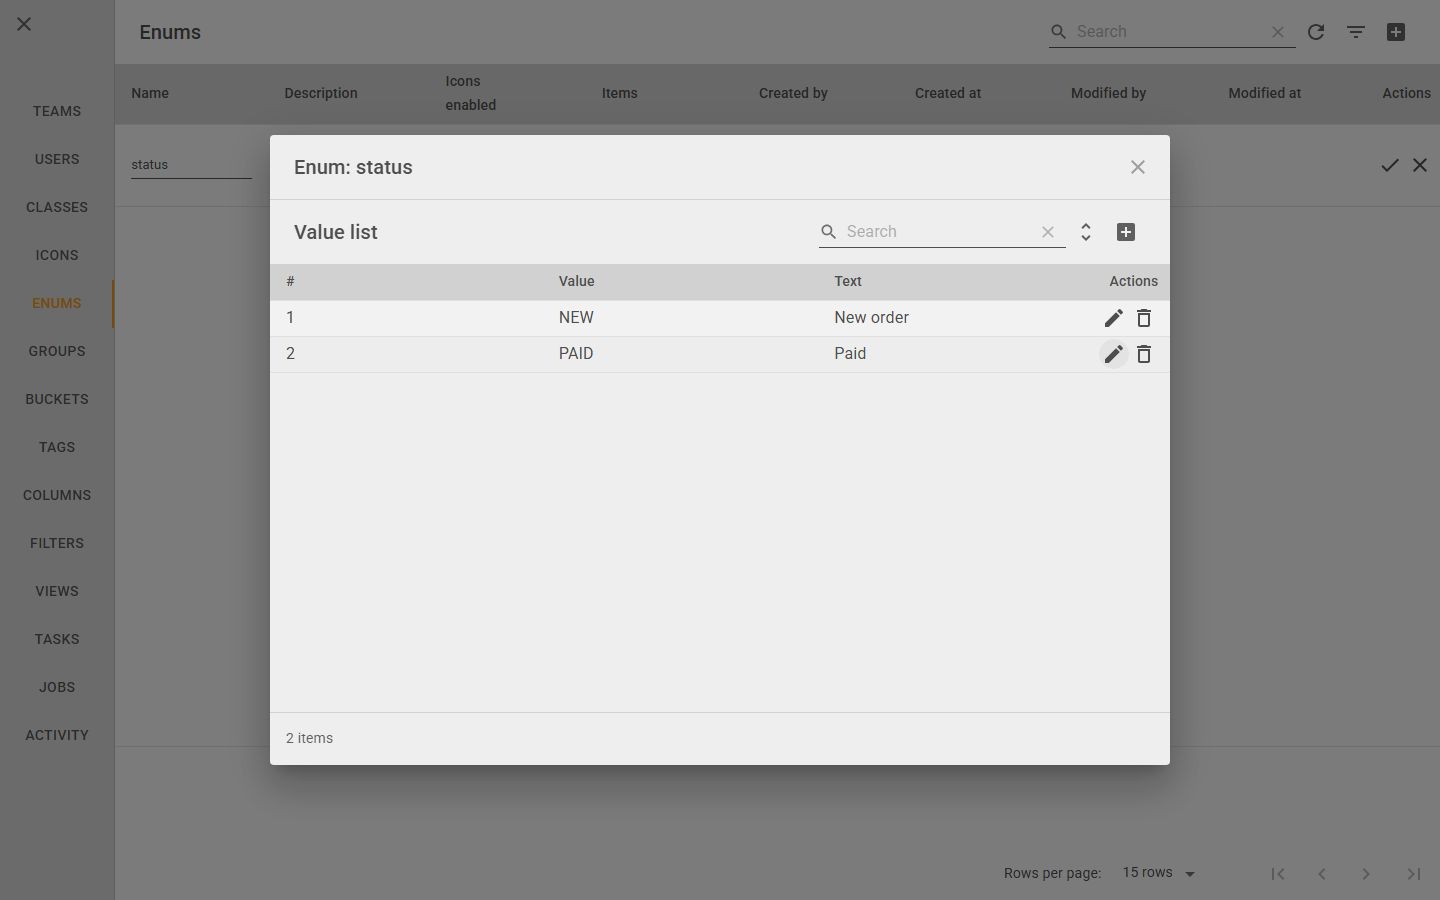 Enums
Search
Name Description Icons enabled Items Created by Created at Modified by Modified at Actions
TEAMS
USERS
CLASSES
ICONS
ENUMS
GROUPS
BUCKETS
TAGS
COLUMNS
FILTERS
VIEWS
TASKS
JOBS
ACTIVITY
status
Enum: status
Value list
Search
# Value Text Actions
1 NEW New order
2 PAID Paid
2 items
Rows per page: 15 rows